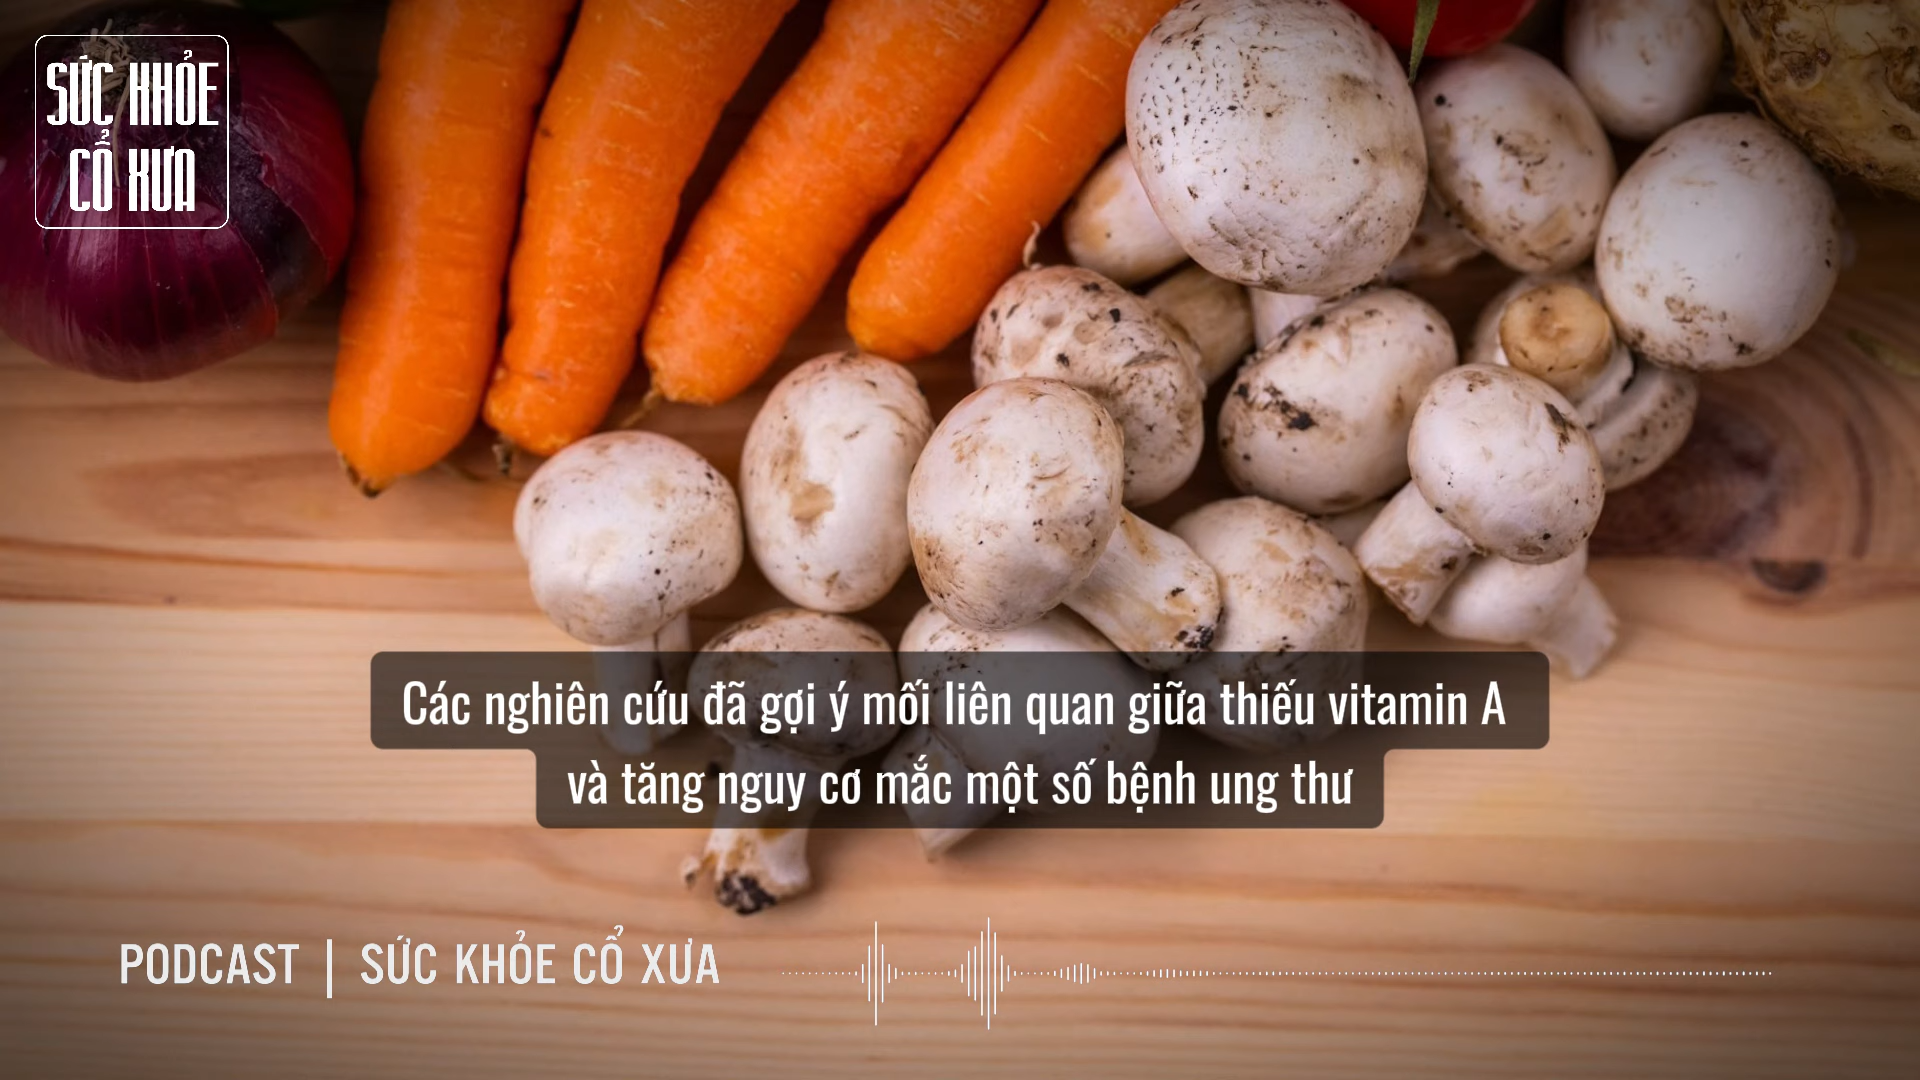 SỨC KHỎE
CỔ XƯA
Các nghiên cứu đã gợi ý mối liên quan giữa thiếu vitamin A
và tăng nguy cơ mắc một số bệnh ung thư
PODCAST | SỨC KHỎE CỔ XƯA